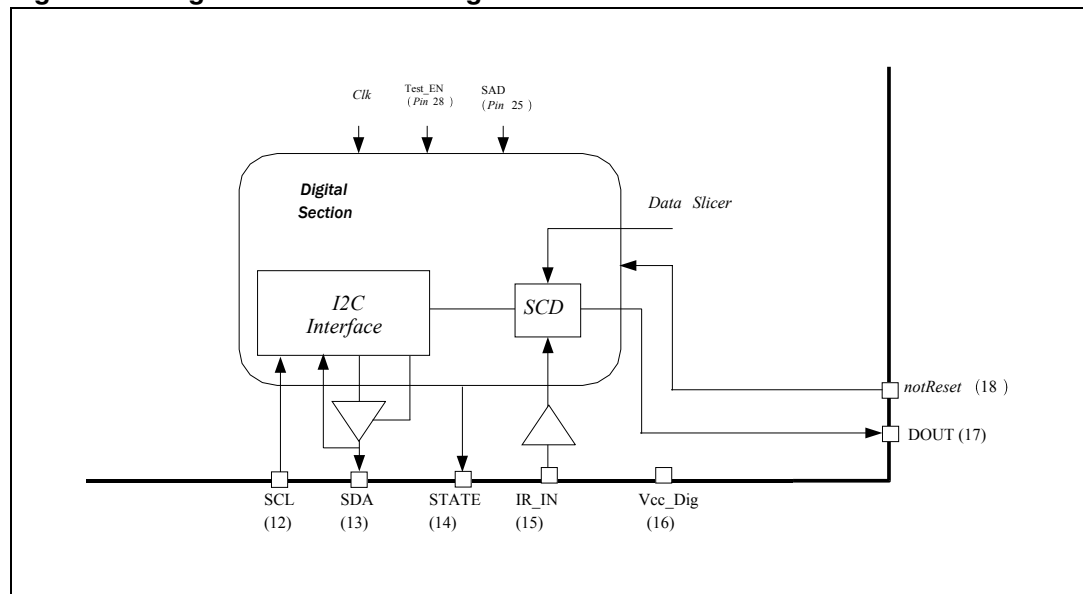 Clk
Test_EN
(Pin 28)
SAD
(Pin 25)
Digital
Section
Data Slicer
I2C
Interface
SCD
notReset (18)
DOUT (17)
SCL
(12)
SDA
(13)
STATE
(14)
IR_IN
(15)
Vcc_Dig
(16)